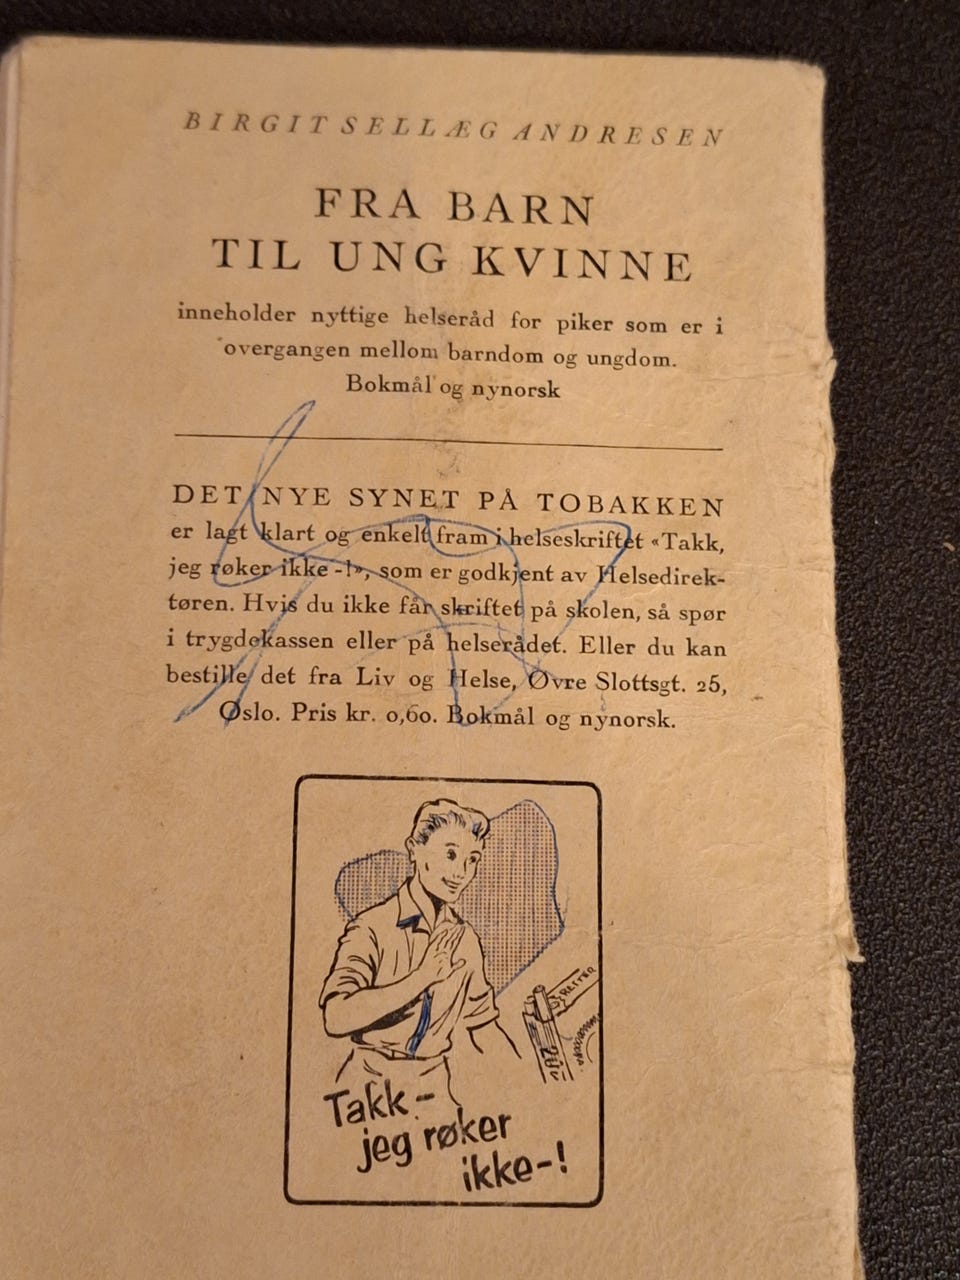 BIRGIT SELLÆG ANDRESEN
FRA BARN
TIL UNG KVINNE
inneholder nyttige helseråd for piker som er i
overgangen mellom barndom og ungdom.
Bokmål og nynorsk
DET NYE SYNET PÅ TOBAKKEN
er lagt klart og enkelt fram i helseskriftet «Takk,
jeg røker ikke -!», som er godkjent av Helsedirek-
tøren. Hvis du ikke får skriftet på skolen, så spør
i trygdekassen eller på helserådet. Eller du kan
bestille det fra Liv og Helse, Øvre Slottsgt. 25,
Oslo. Pris kr. 0,60. Bokmål og nynorsk.
Takk-
jeg røker
ikke-!